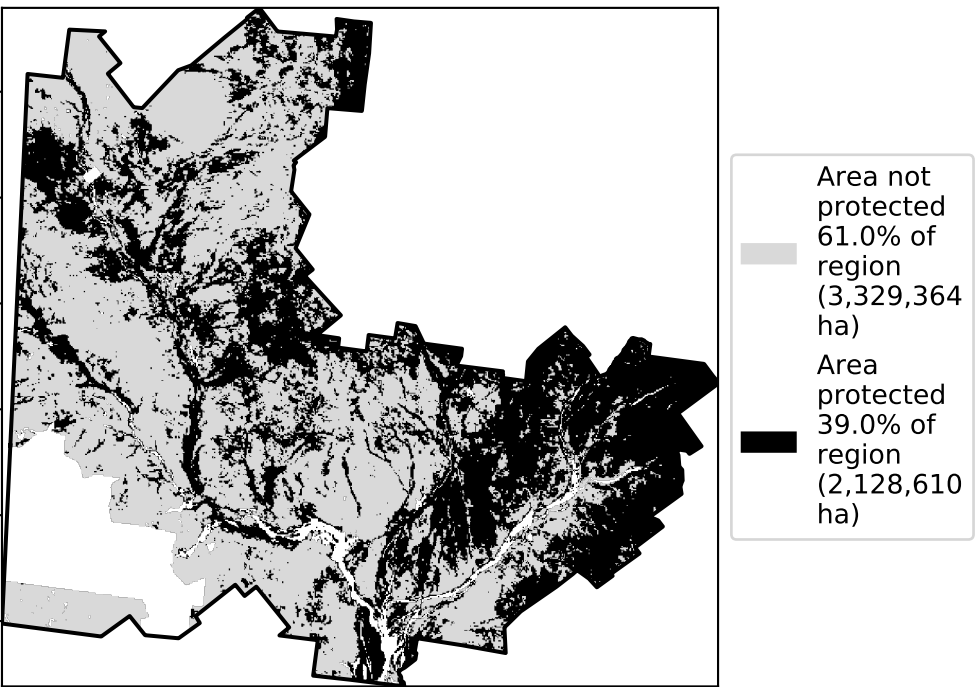 Area not
protected
61.0% of
region
(3,329,364
ha)
Area
protected
39.0% of
region
(2,128,610
ha)